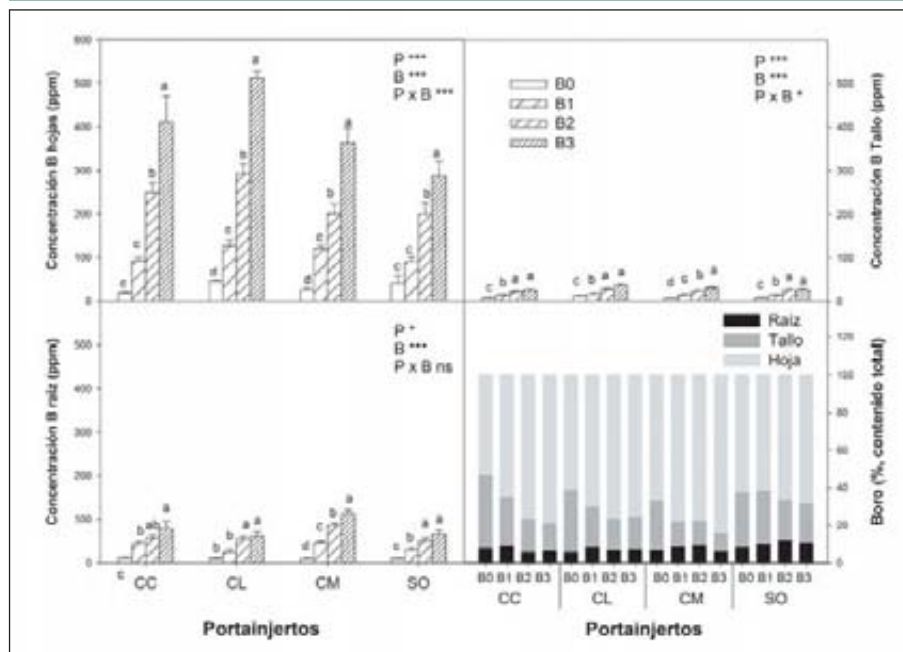 Concentración B hojas (ppm)
600
500
400
300
200
100
0
P ***
B ***
P x B ***
c
b
a
d
a
d
a
c
c
a
B0
B1
B2
B3
P ***
B ***
P x B *
c b a a
c b a a
d c b a
c b a a
500
400
300
200
100
0
Concentración B Tallo (ppm)
Concentración B raíz (ppm)
500
400
300
200
100
0
P *
B ***
P x B ns
a
b
a
d
c
b
a
a
CC
CL
CM
SO
Portainjertos
Raíz
Tallo
Hoja
120
100
80
60
40
20
0
Boro (%, contenido total)
B0 B1 B2 B3 B0 B1 B2 B3 B0 B1 B2 B3 B0 B1 B2 B3
CC
CL
CM
SO
Portainjertos